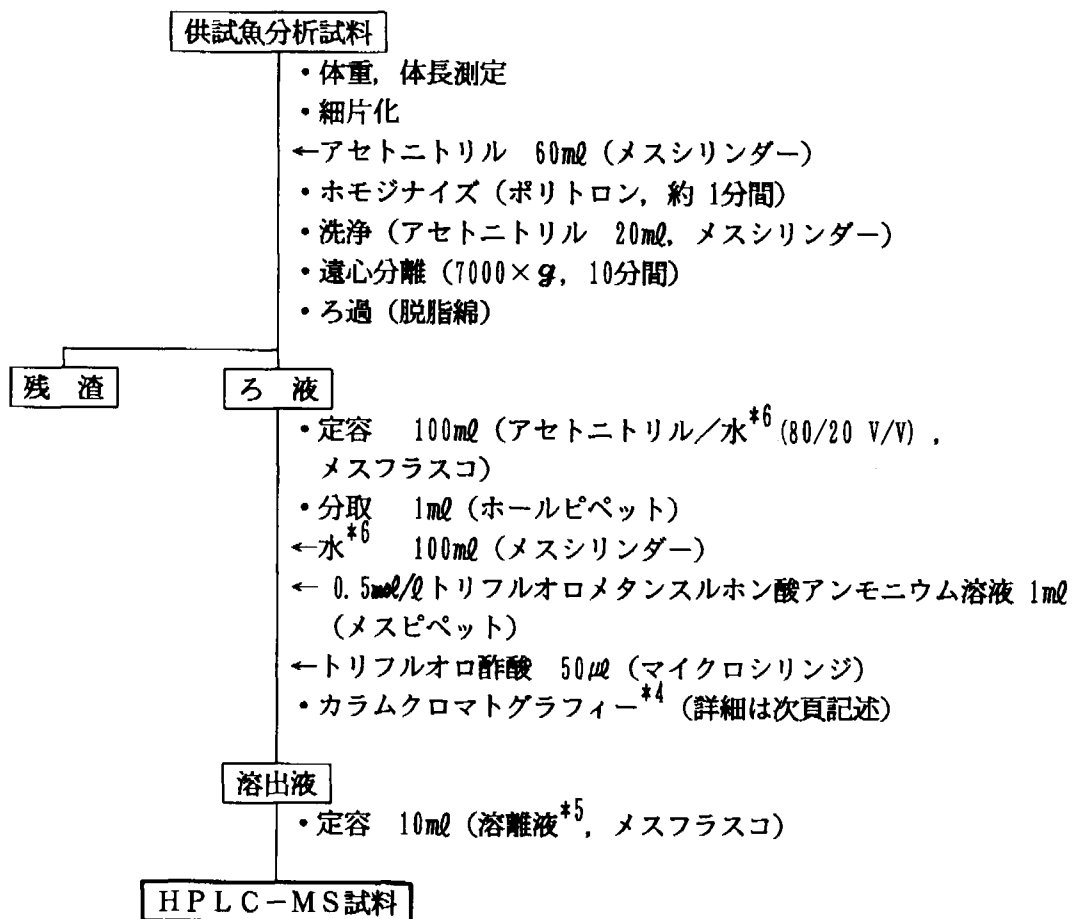 供試魚分析試料
・体重, 体長測定
・細片化
←アセトニトリル 60mℓ (メスシリンダー)
・ホモジナイズ (ポリトロン, 約 1分間)
・洗浄 (アセトニトリル 20mℓ, メスシリンダー)
・遠心分離 (7000×g, 10分間)
・ろ過 (脱脂綿)
残 渣 ろ 液
・定容 100mℓ (アセトニトリル/水*6 (80/20 V/V) ,
メスフラスコ)
・分取 1mℓ (ホールピペット)
←水*6 100mℓ (メスシリンダー)
← 0.5mol/ℓ トリフルオロメタンスルホン酸アンモニウム溶液 1mℓ
(メスピペット)
←トリフルオロ酢酸 50μℓ (マイクロシリンジ)
・カラムクロマトグラフィー*4 (詳細は次頁記述)
溶出液
・定容 10mℓ (溶離液*5, メスフラスコ)
HPLC-MS試料